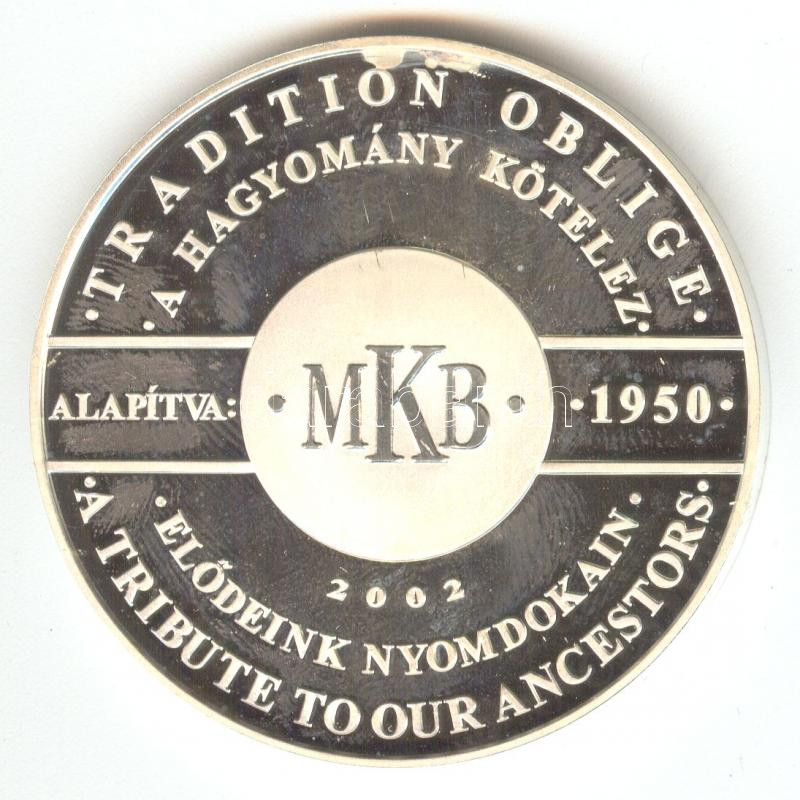 ·TRADITION OBLIGE·
·A HAGYOMÁNY KÖTELEZ·
ALAPÍTVA: ·MKB· ·1950·
2002
·ELŐDEINK NYOMDOKAIN·
·A TRIBUTE TO OUR ANCESTORS·